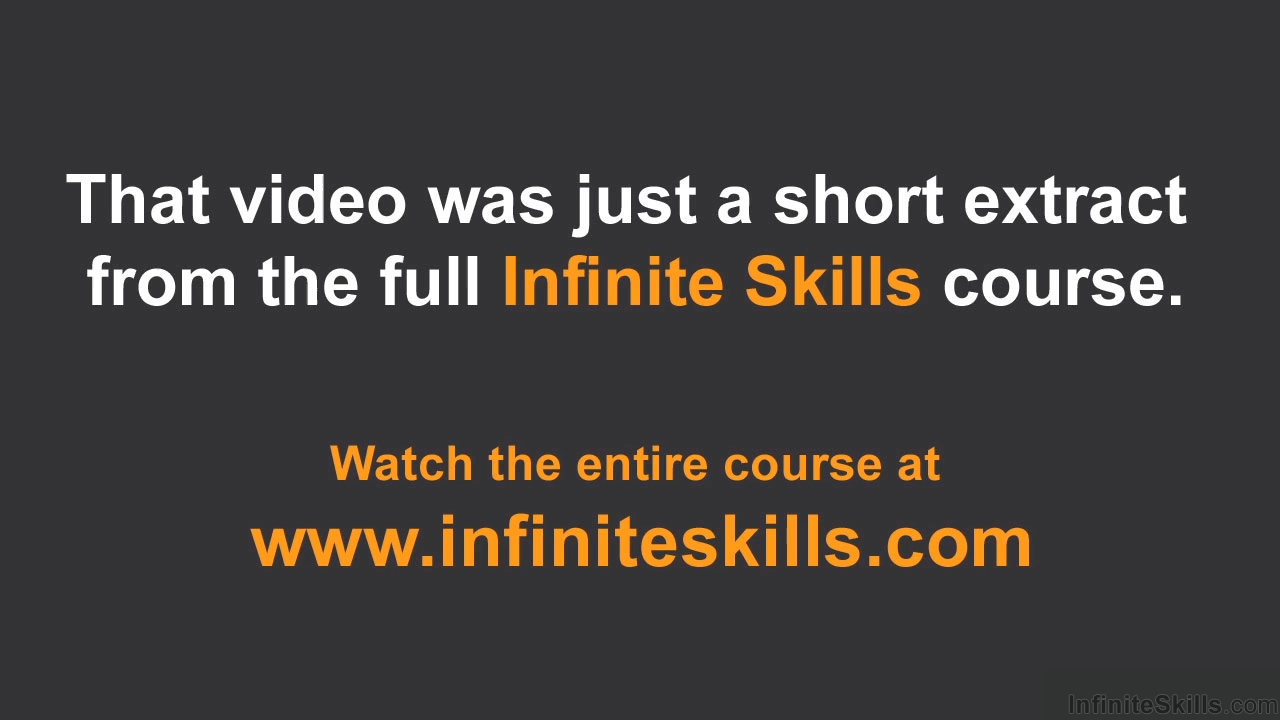 That video was just a short extract
from the full Infinite Skills course.
Watch the entire course at
www.infiniteskills.com
InfiniteSkills.com